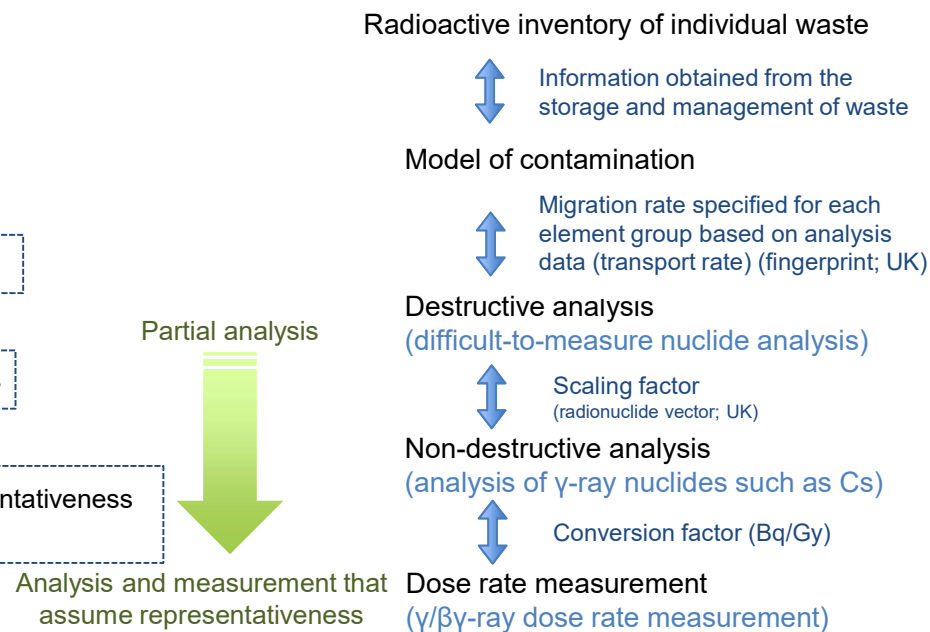 Radioactive inventory of individual waste
Information obtained from the
storage and management of waste
Model of contamination
Migration rate specified for each
element group based on analysis
data (transport rate) (fingerprint; UK)
Destructive analysis
(difficult-to-measure nuclide analysis)
Partial analysis
Scaling factor
(radionuclide vector; UK)
Non-destructive analysis
(analysis of γ-ray nuclides such as Cs)
ntativeness
Conversion factor (Bq/Gy)
Analysis and measurement that
assume representativeness
Dose rate measurement
(γ/βγ-ray dose rate measurement)